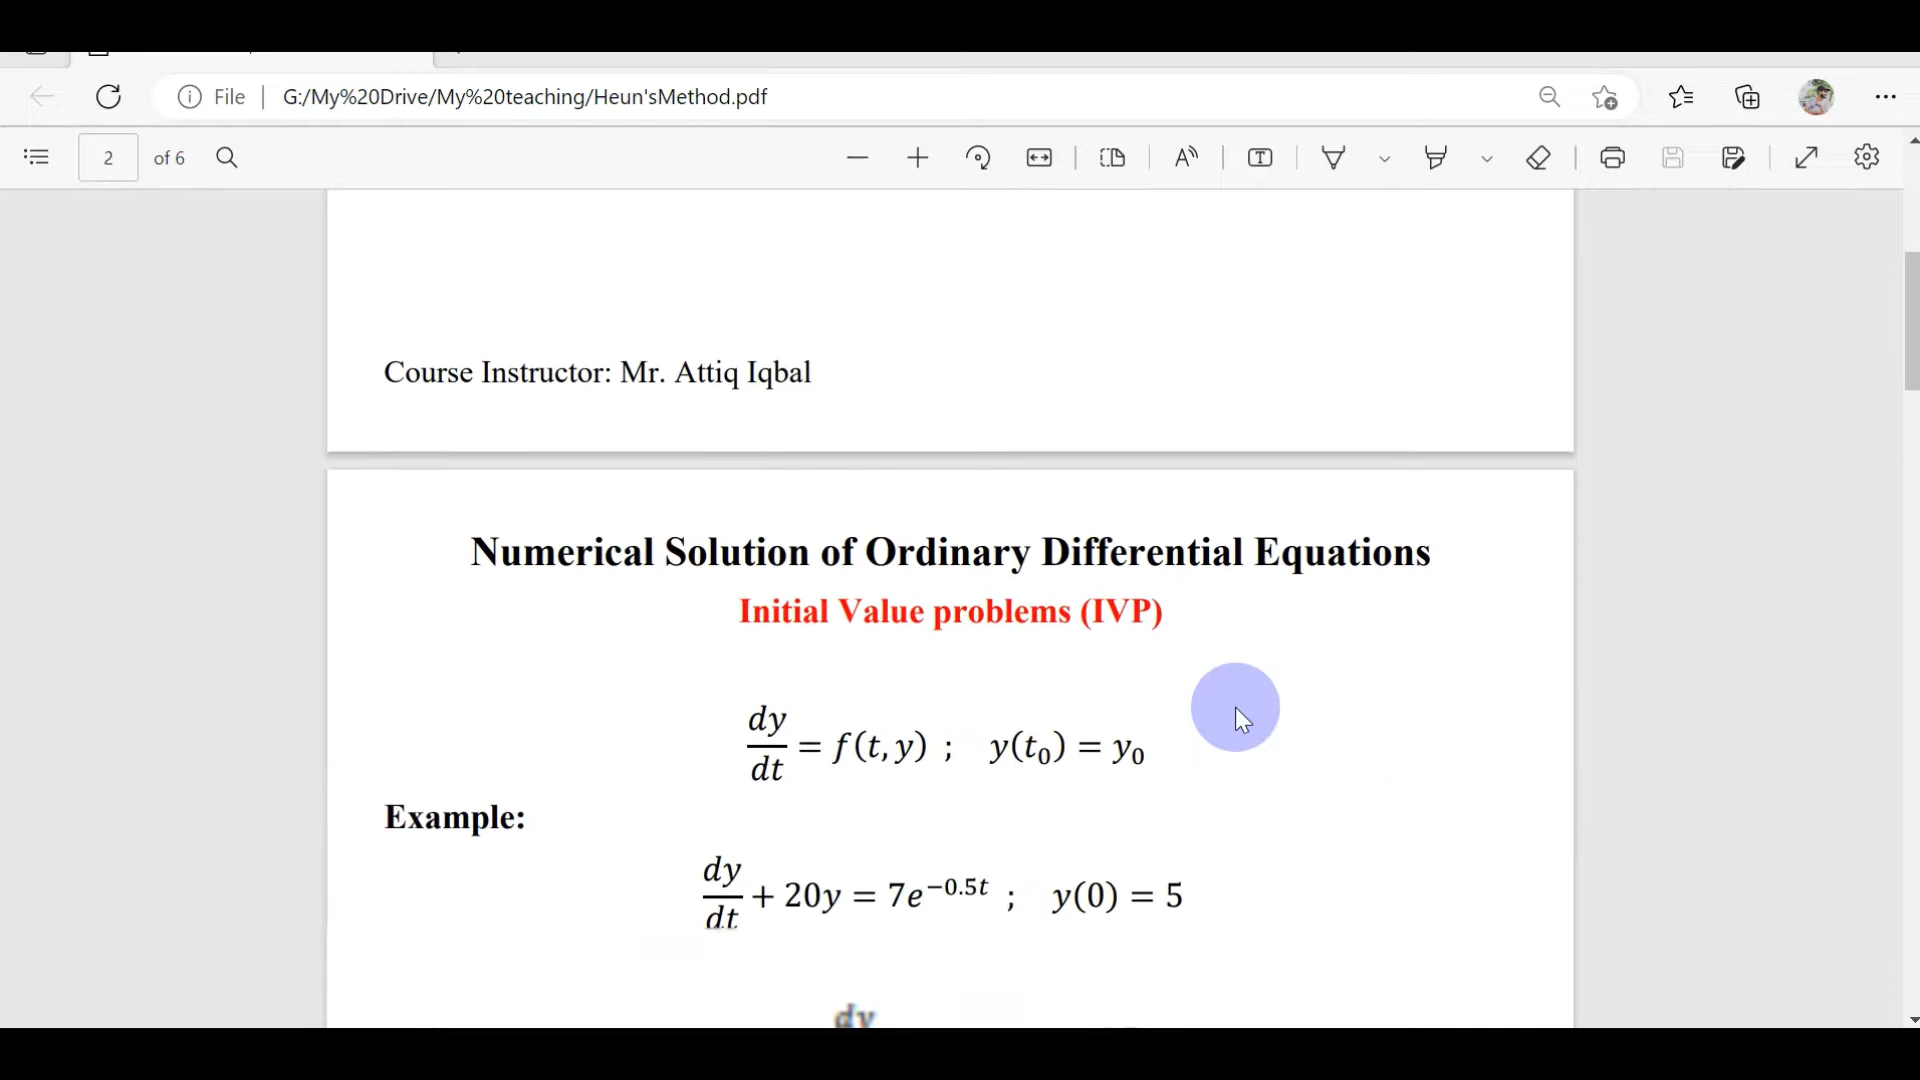 File G:/My%20Drive/My%20teaching/Heun'sMethod.pdf
2 of 6
Course Instructor: Mr. Attiq Iqbal
Numerical Solution of Ordinary Differential Equations
Initial Value problems (IVP)
dy/dt = f(t, y) ; y(t₀) = y₀
Example:
dy/dt + 20y = 7e^{−0.5t} ; y(0) = 5
dy